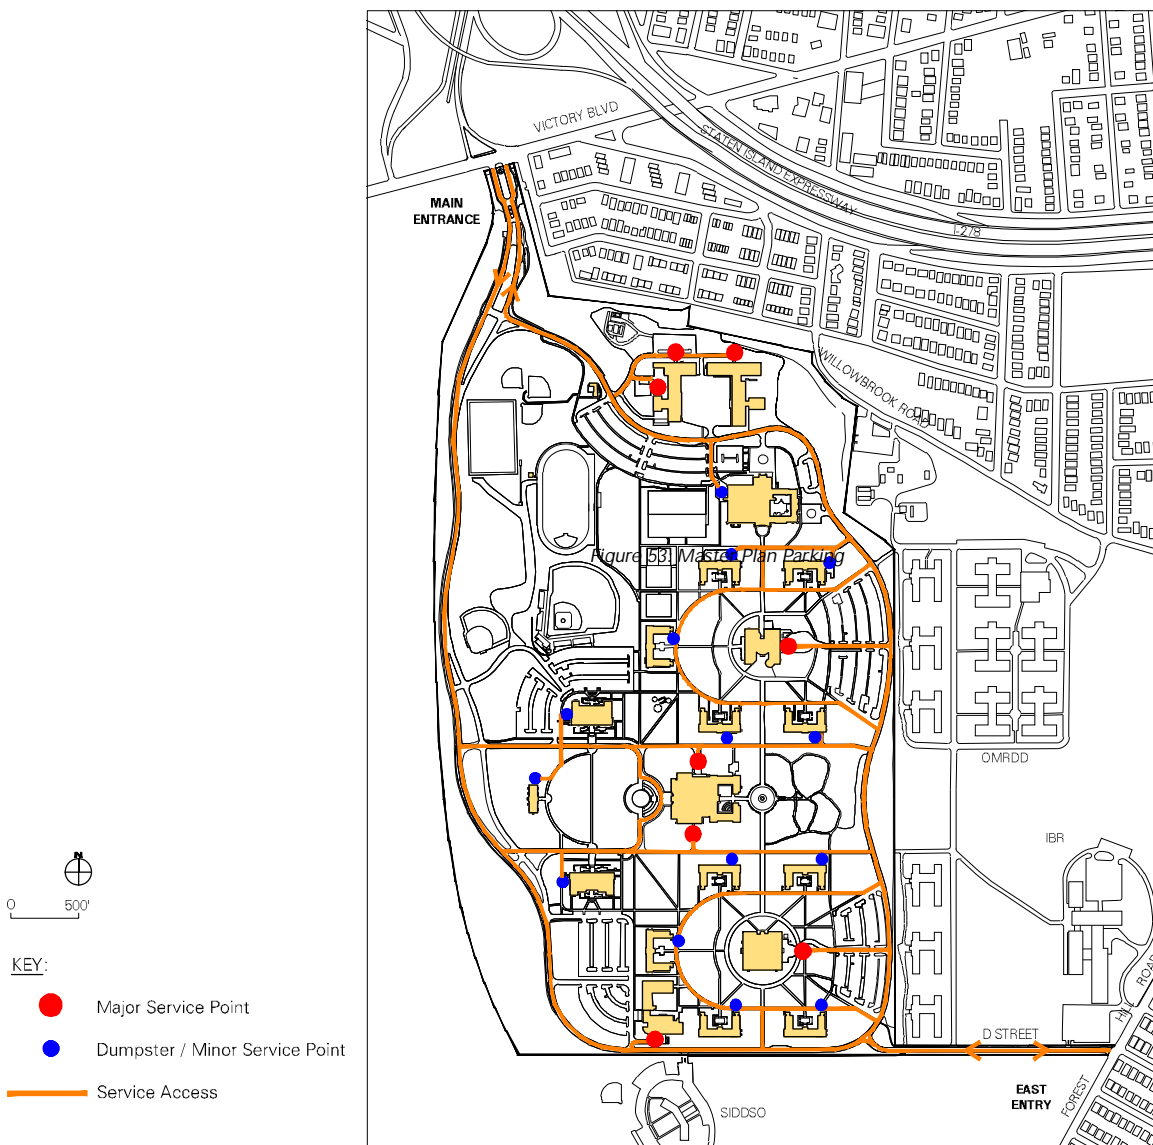 VICTORY BLVD
STATEN ISLAND EXPRESSWAY
I-278
MAIN
ENTRANCE
WILLOWBROOK ROAD
Figure 53: Master Plan Parking
OMRDD
IBR
N
0 500'
KEY:
Major Service Point
Dumpster / Minor Service Point
Service Access
D STREET
EAST
ENTRY
FOREST
HILL
ROAD
SIDDSO